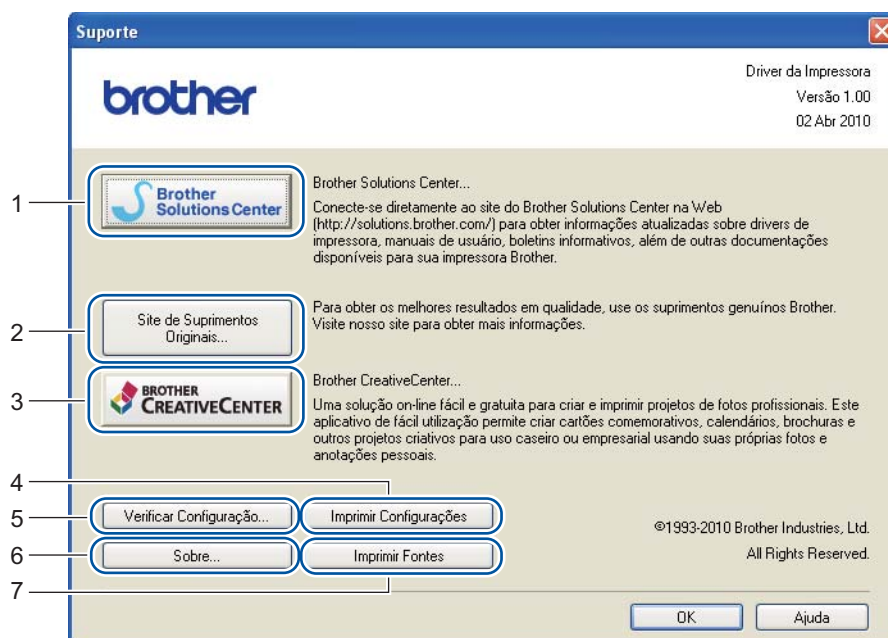 Suporte
brother
Driver da Impressora
Versão 1.00
02 Abr 2010
1
Brother
Solutions Center
Brother Solutions Center...
Conecte-se diretamente ao site do Brother Solutions Center na Web
(http://solutions.brother.com/) para obter informações atualizadas sobre drivers de
impressora, manuais de usuário, boletins informativos, além de outras documentações
disponíveis para sua impressora Brother.
2
Site de Suprimentos
Originais...
Para obter os melhores resultados em qualidade, use os suprimentos genuínos Brother.
Visite nosso site para obter mais informações.
3
BROTHER
CREATIVECENTER
Brother CreativeCenter...
Uma solução on-line fácil e gratuita para criar e imprimir projetos de fotos profissionais. Este
aplicativo de fácil utilização permite criar cartões comemorativos, calendários, brochuras e
outros projetos criativos para uso caseiro ou empresarial usando suas próprias fotos e
anotações pessoais.
4
5
Verificar Configuração...
Imprimir Configurações
©1993-2010 Brother Industries, Ltd.
6
Sobre...
Imprimir Fontes
All Rights Reserved.
7
OK
Ajuda